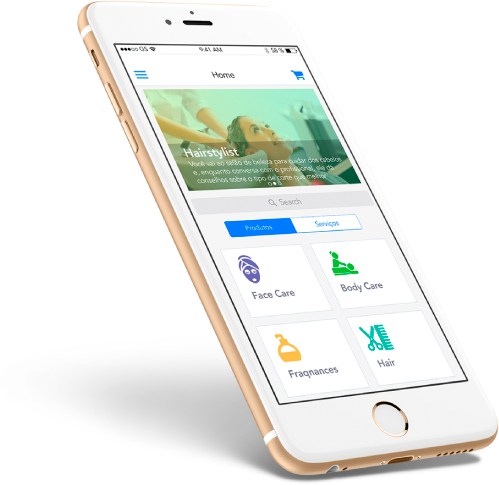 GS 9:41 AM 58 %
Home
Hairstylist
Você vai ao salão de beleza para cuidar dos cabelos
e, enquanto conversa com o profissional, ele dá
conselhos sobre o tipo de corte que melhor
Search
Produtos Serviços
Face Care Body Care
Fragnances Hair